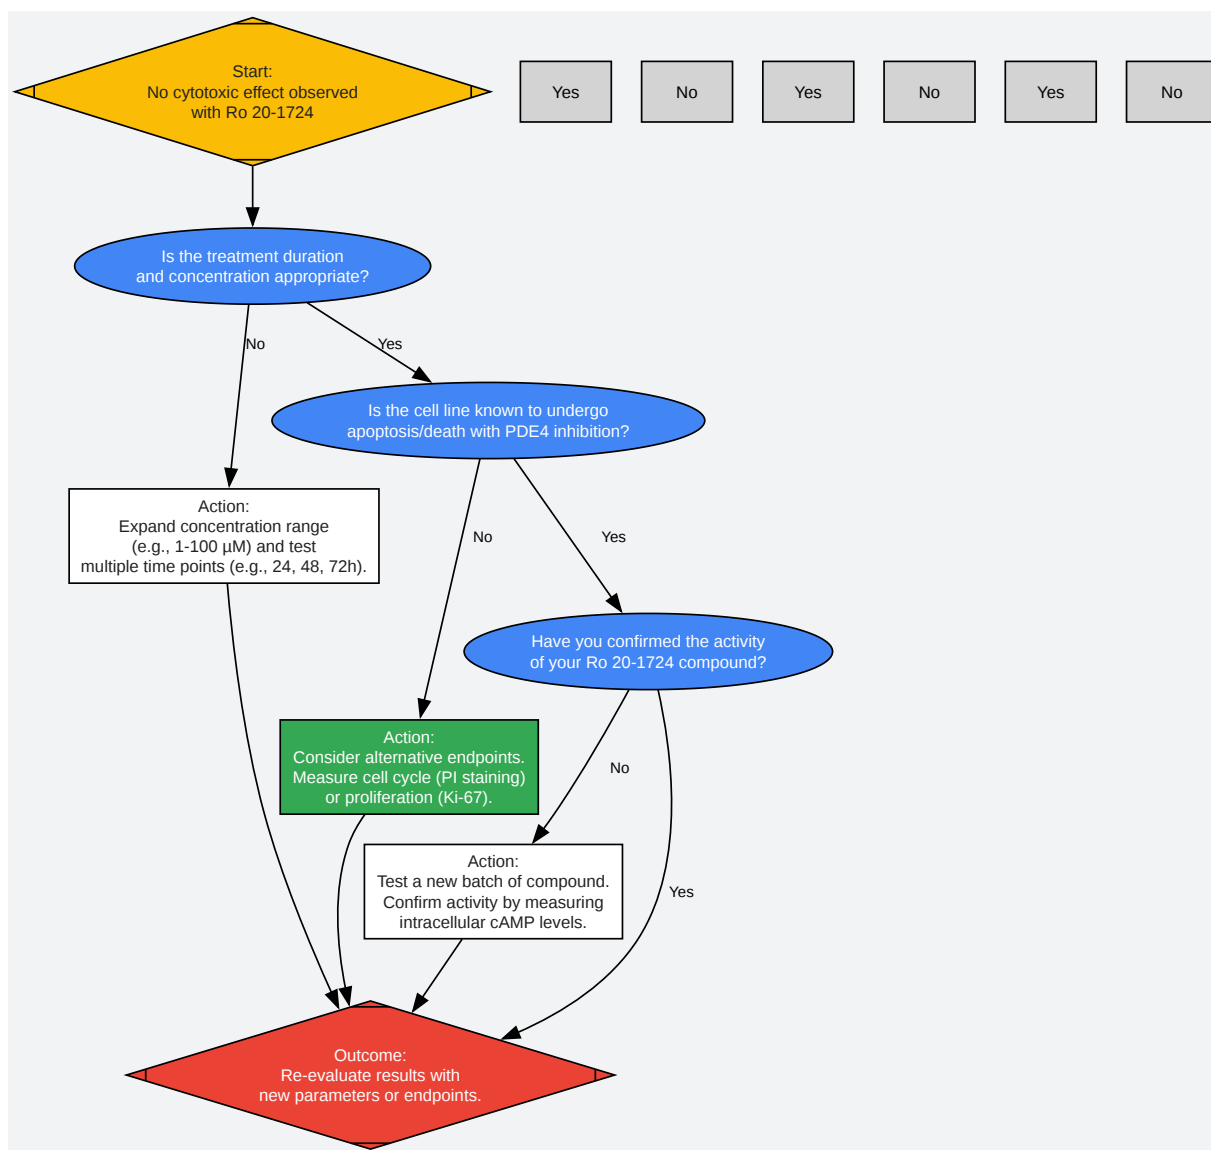 Start:
No cytotoxic effect observed
with Ro 20-1724
Yes
No
Yes
No
Yes
No
Is the treatment duration
and concentration appropriate?
No
Yes
Is the cell line known to undergo
apoptosis/death with PDE4 inhibition?
Action:
Expand concentration range
(e.g., 1-100 µM) and test
multiple time points (e.g., 24, 48, 72h).
No
Yes
Have you confirmed the activity
of your Ro 20-1724 compound?
Action:
Consider alternative endpoints.
Measure cell cycle (PI staining)
or proliferation (Ki-67).
No
Action:
Test a new batch of compound.
Confirm activity by measuring
intracellular cAMP levels.
Yes
Outcome:
Re-evaluate results with
new parameters or endpoints.